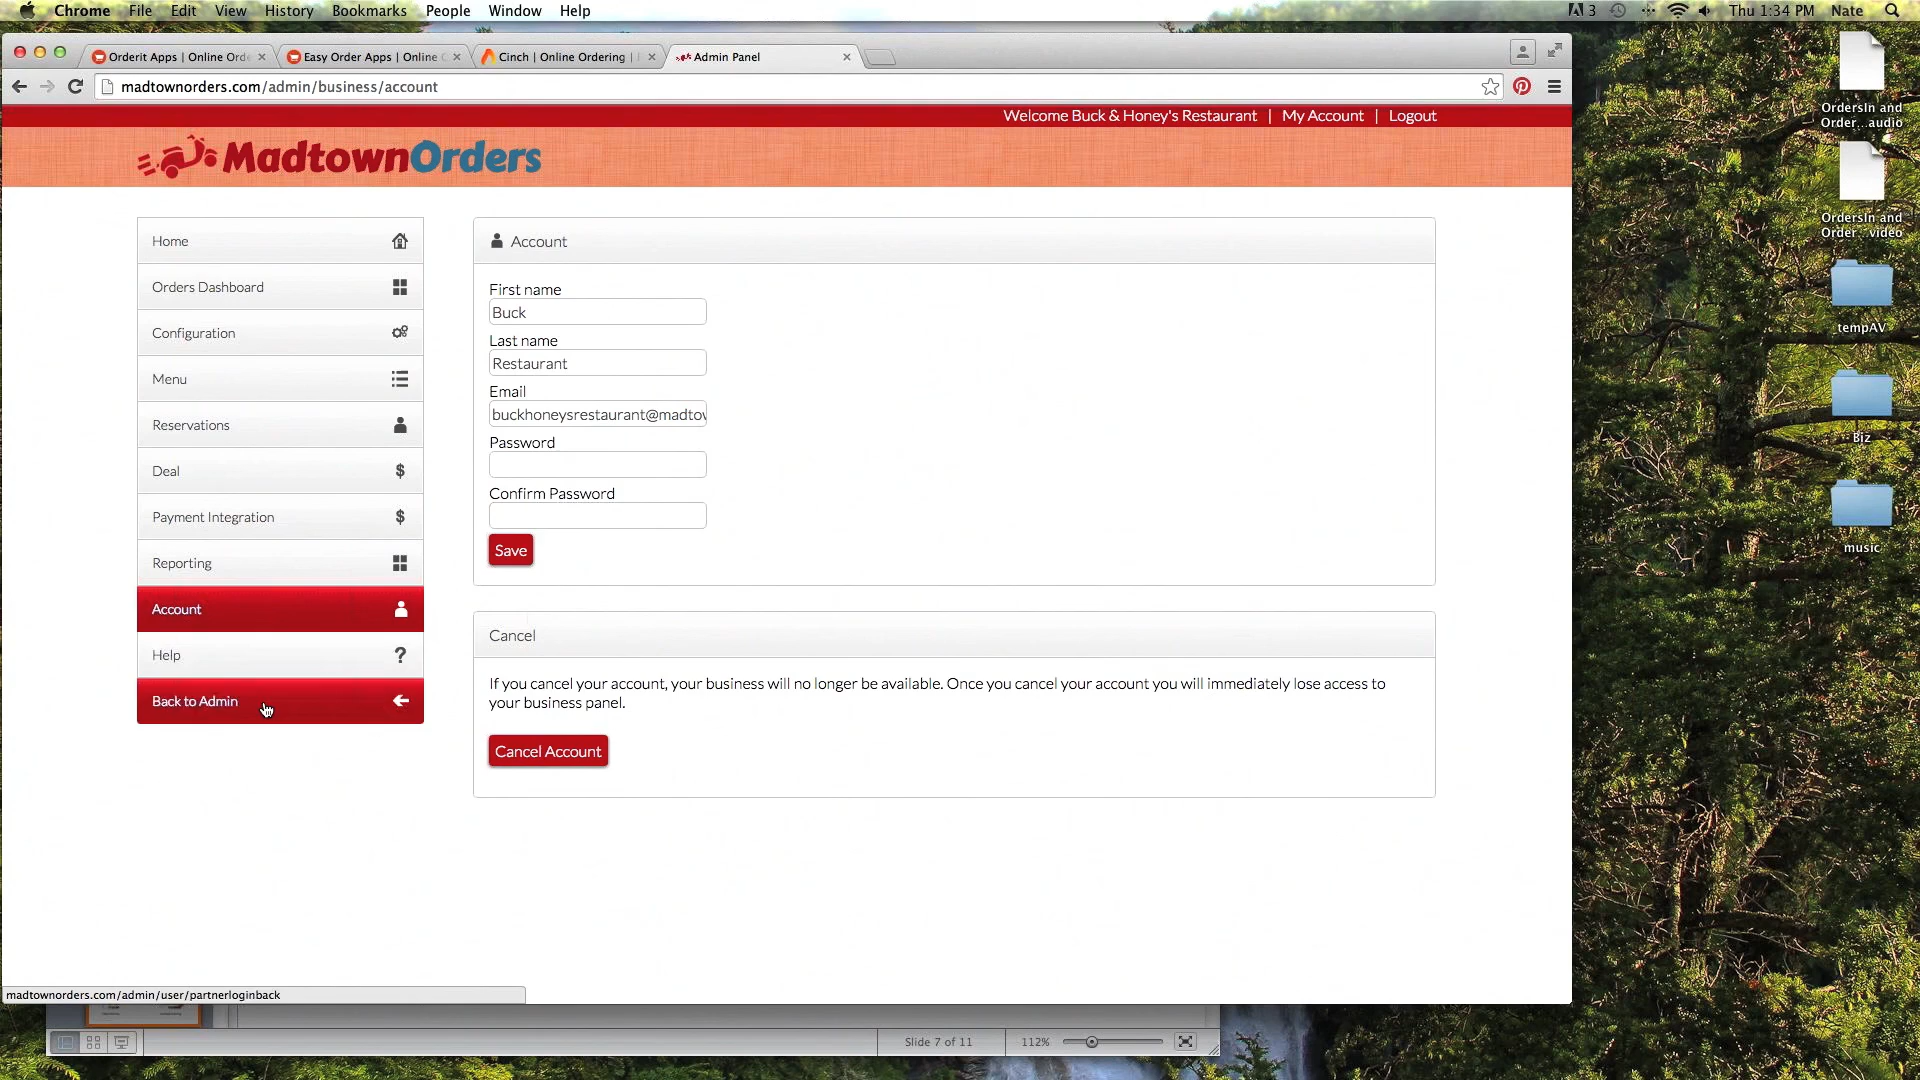 Chrome File Edit View History Bookmarks People Window Help
3 Thu 1:34 PM Nate
Orderit Apps | Online Orde
Easy Order Apps | Online
Cinch | Online Ordering |
Admin Panel
madtownorders.com/admin/business/account
Welcome Buck & Honey's Restaurant | My Account | Logout
MadtownOrders
Home
Orders Dashboard
Configuration
Menu
Reservations
Deal
Payment Integration
Reporting
Account
Help
Back to Admin
Account
First name
Buck
Last name
Restaurant
Email
buckhoneysrestaurant@madtow
Password
Confirm Password
Save
Cancel
If you cancel your account, your business will no longer be available. Once you cancel your account you will immediately lose access to
your business panel.
Cancel Account
madtownorders.com/admin/user/partnerloginback
Slide 7 of 11
112%
OrdersIn and
Order...audio
OrdersIn and
Order...video
tempAV
Biz
music